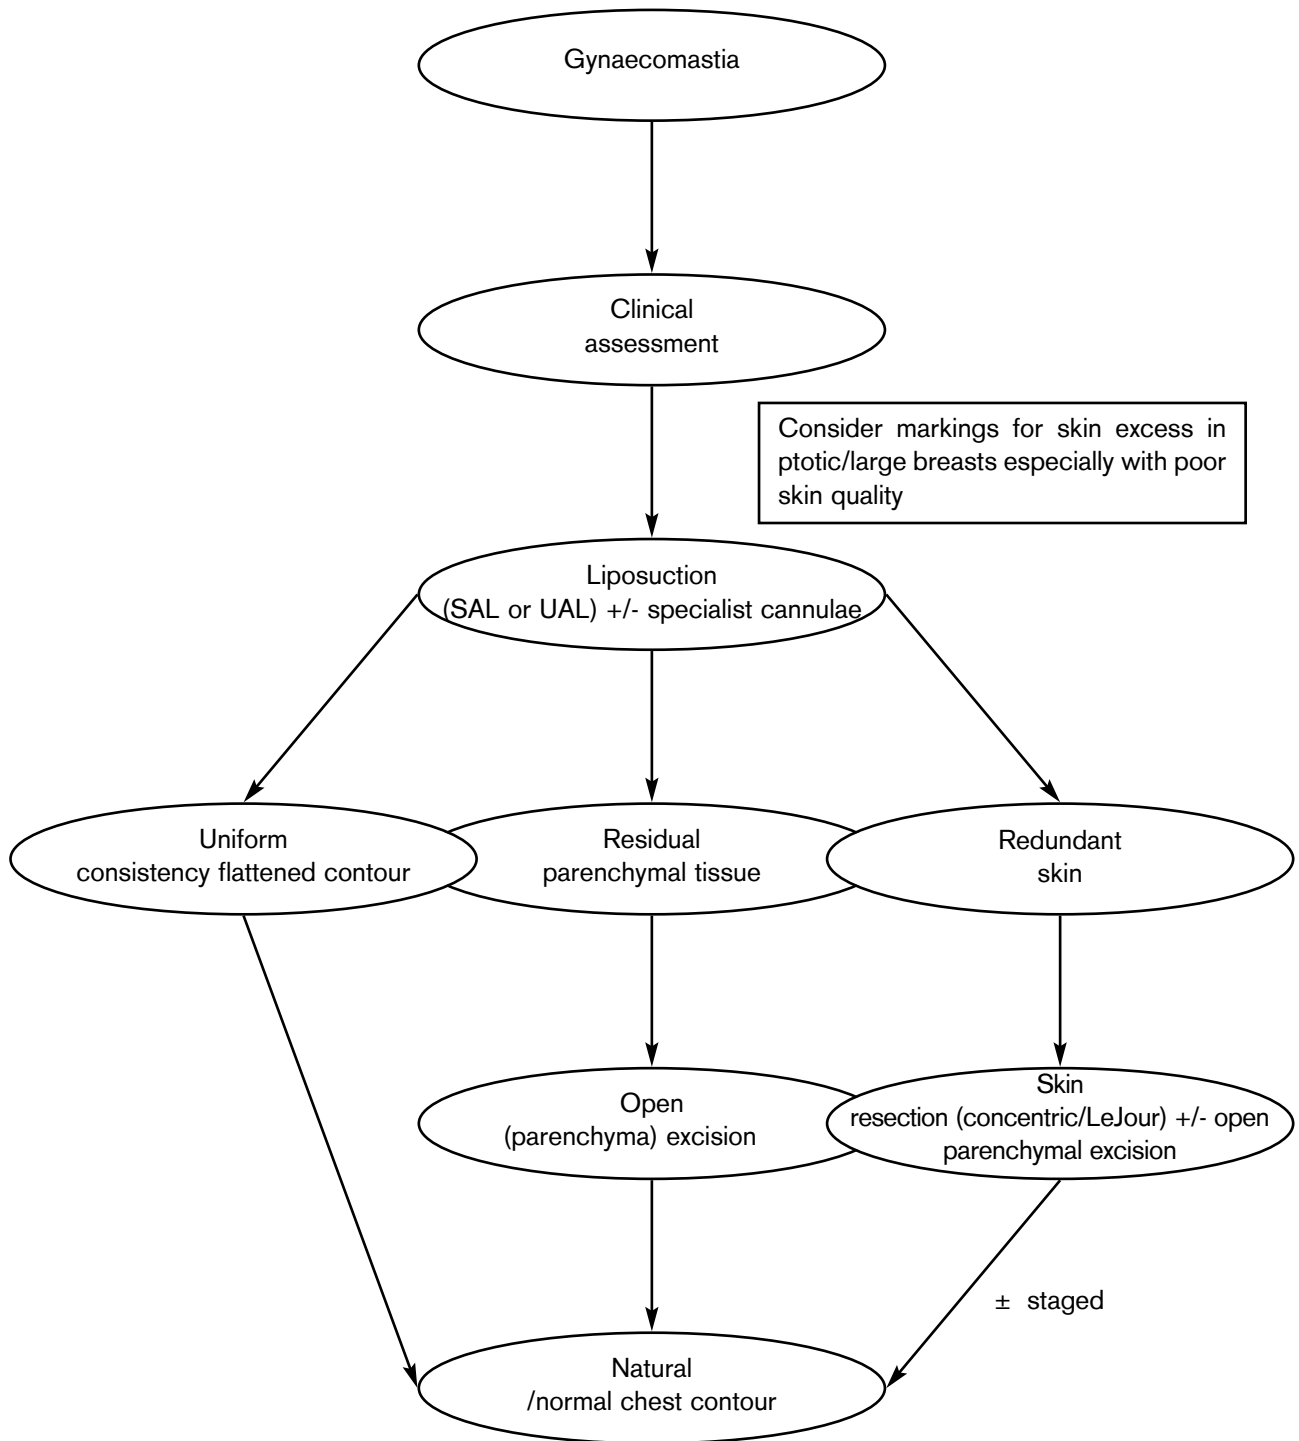 Gynaecomastia
Clinical
assessment
Consider markings for skin excess in
ptotic/large breasts especially with poor
skin quality
Liposuction
(SAL or UAL) +/- specialist cannulae
Uniform
consistency flattened contour
Residual
parenchymal tissue
Redundant
skin
Open
(parenchyma) excision
Skin
resection (concentric/LeJour) +/- open
parenchymal excision
± staged
Natural
/normal chest contour